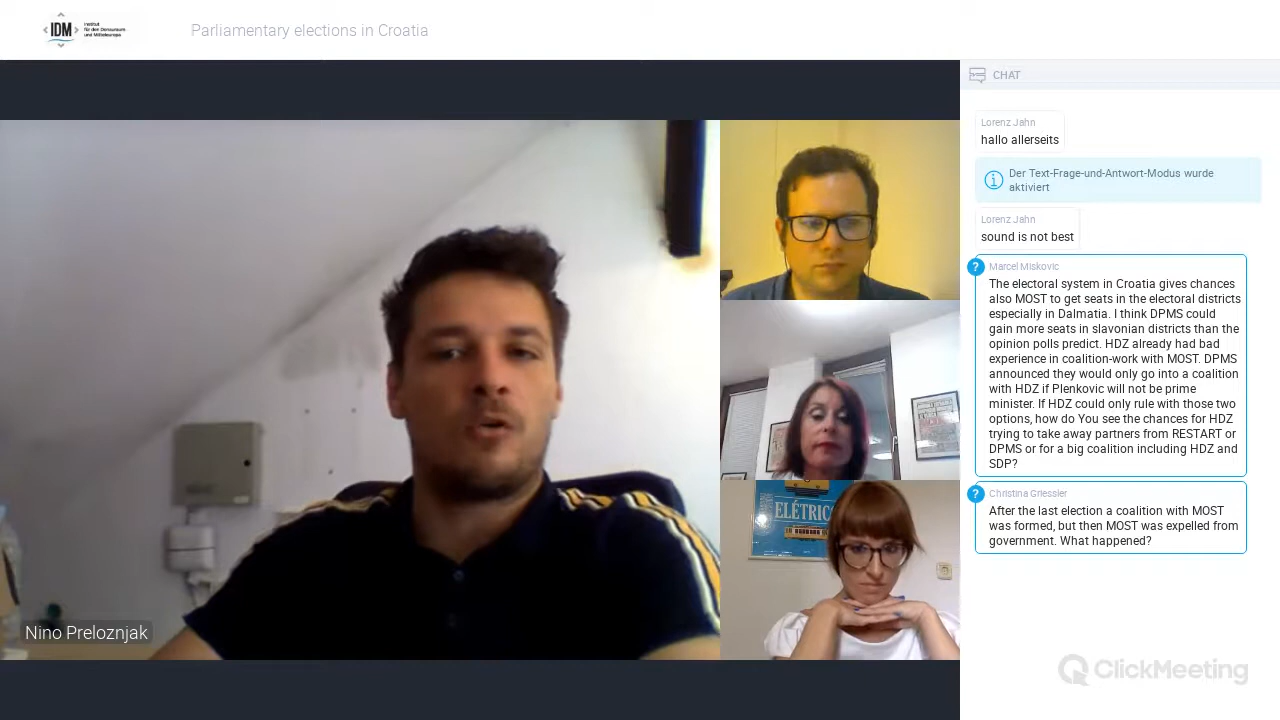 IDM
Institut
für den Donauraum
und Mitteleuropa
Parliamentary elections in Croatia
CHAT
Lorenz Jahn
hallo allerseits
Der Text-Frage-und-Antwort-Modus wurde
aktiviert
Lorenz Jahn
sound is not best
?
Marcel Miskovic
The electoral system in Croatia gives chances
also MOST to get seats in the electoral districts
especially in Dalmatia. I think DPMS could
gain more seats in slavonian districts than the
opinion polls predict. HDZ already had bad
experience in coalition-work with MOST. DPMS
announced they would only go into a coalition
with HDZ if Plenkovic will not be prime
minister. If HDZ could only rule with those two
options, how do You see the chances for HDZ
trying to take away partners from RESTART or
DPMS or for a big coalition including HDZ and
SDP?
?
Christina Griessler
After the last election a coalition with MOST
was formed, but then MOST was expelled from
government. What happened?
ELÉTRIC
Nino Preloznjak
ClickMeeting